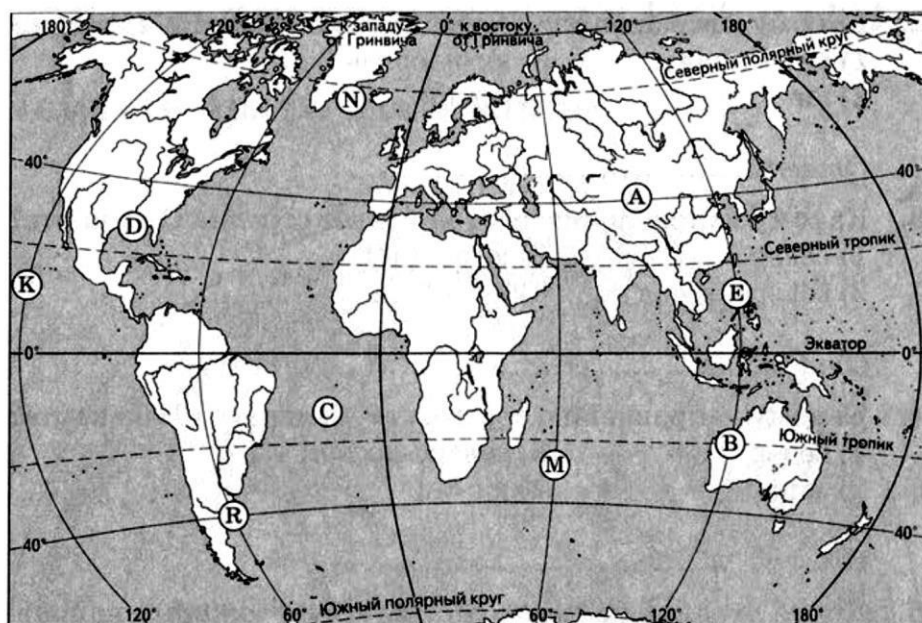 180° к западу 0° к востоку 120° 180°
от Гринвича от Гринвича
Северный полярный круг
N
40° 40°
A
D
Северный тропик
K
E
Экватор
0° 0°
C
Южный тропик
B
M
R
40° 40°
Южный полярный круг
120° 60° 0° 60° 120° 180°